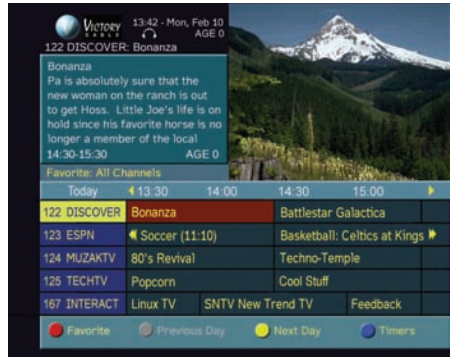 VICTORY
CABLE
13:42 - Mon, Feb 10
AGE 0
122 DISCOVER: Bonanza
Bonanza
Pa is absolutely sure that the
new woman on the ranch is out
to get Hoss. Little Joe's life is on
hold since his favorite horse is no
longer a member of the local
14:30-15:30 AGE 0
Favorite: All Channels
Today 13:30 14:00 14:30 15:00
122 DISCOVER Bonanza Battlestar Galactica
123 ESPN Soccer (11:10) Basketball: Celtics at Kings
124 MUZAKTV 80's Revival Techno-Temple
125 TECHTV Popcorn Cool Stuff
167 INTERACT Linux TV SNTV New Trend TV Feedback
Favorite Previous Day Next Day Timers